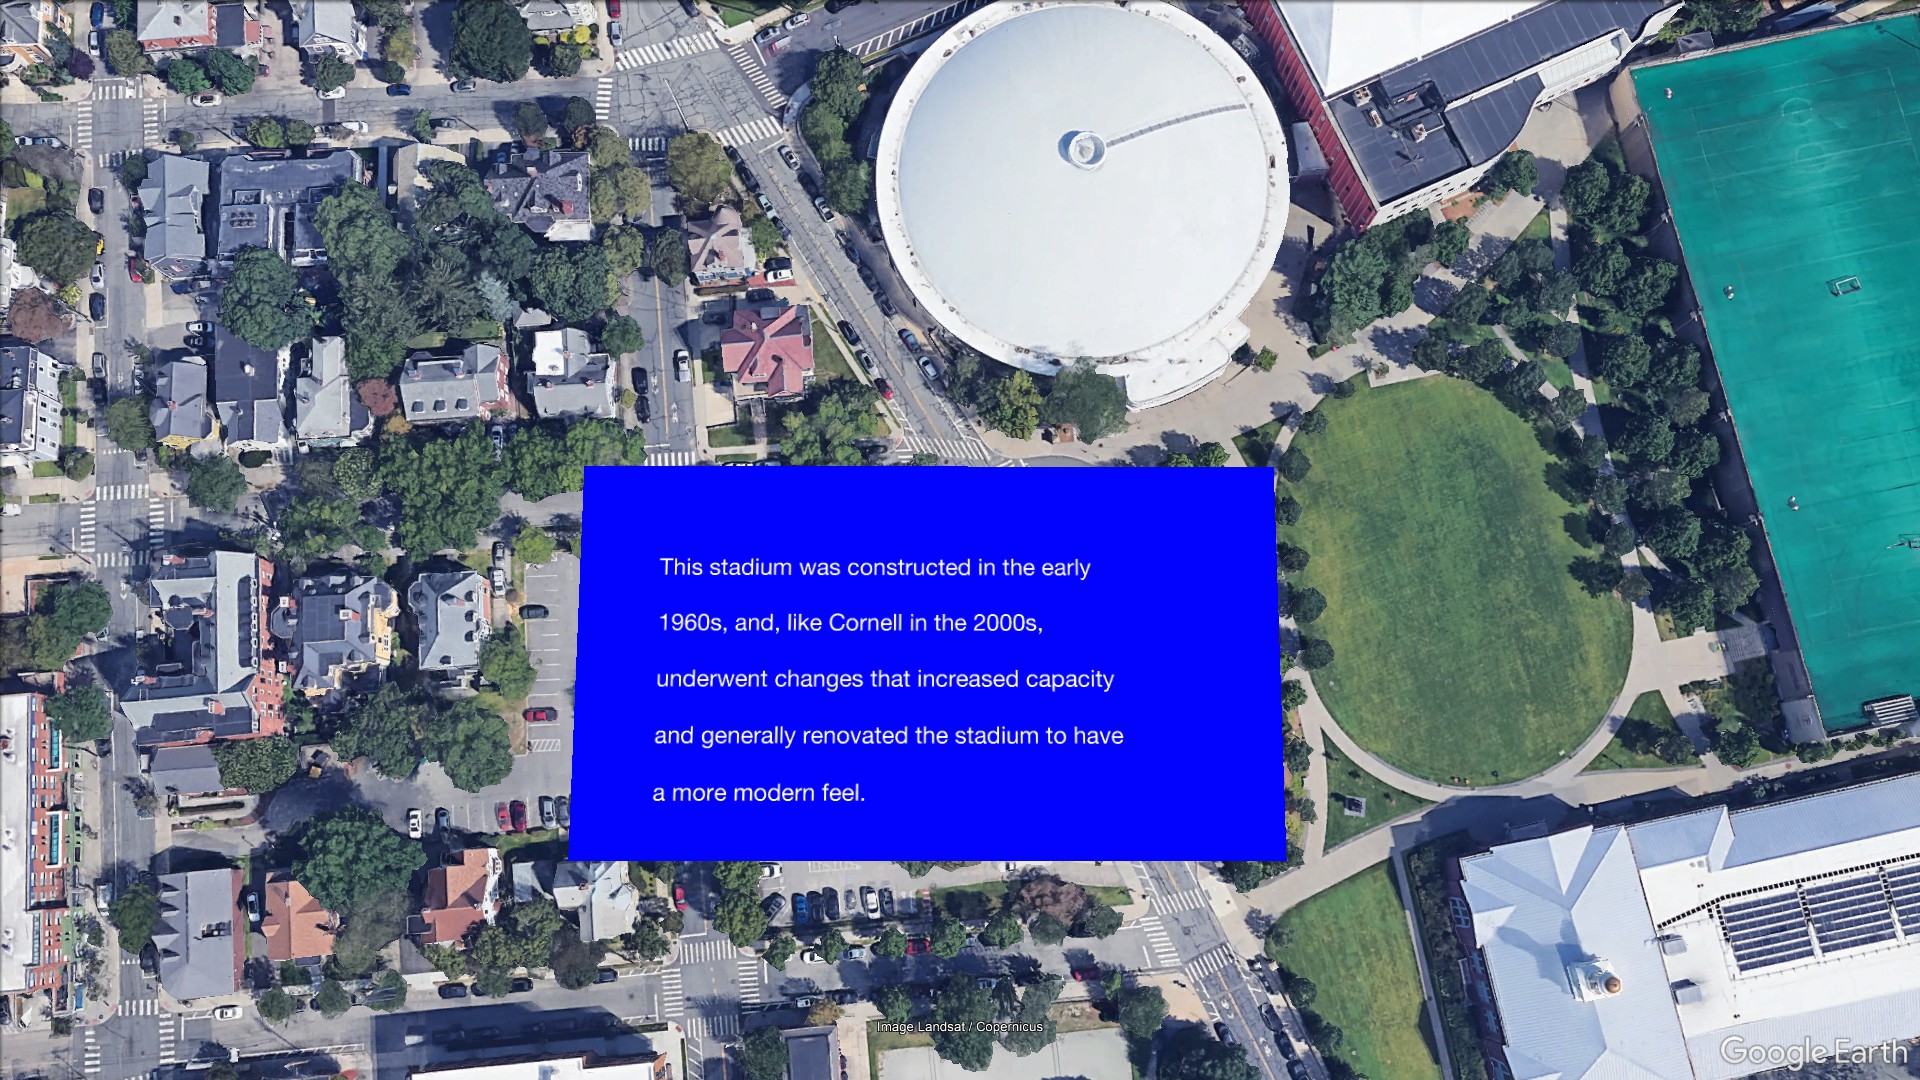 This stadium was constructed in the early
1960s, and, like Cornell in the 2000s,
underwent changes that increased capacity
and generally renovated the stadium to have
a more modern feel.
Image Landsat / Copernicus
Google Earth